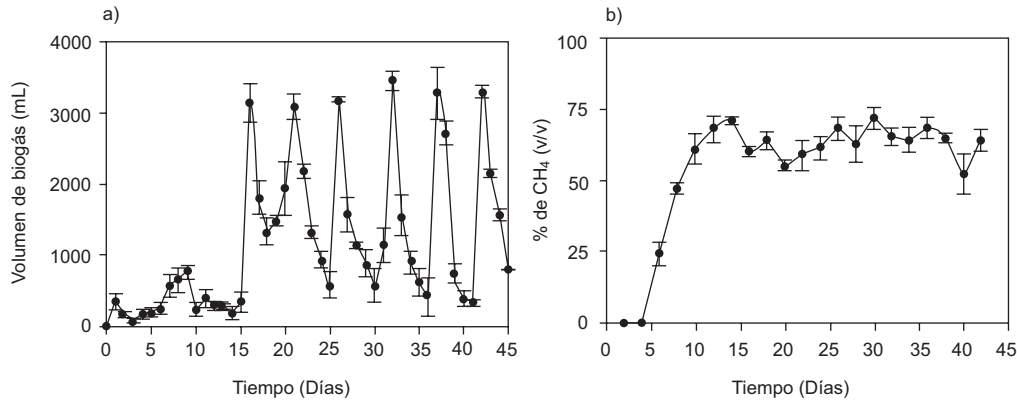 a)
4000
3000
2000
1000
0
Volumen de biogás (mL)
0 5 10 15 20 25 30 35 40 45
Tiempo (Días)
b)
100
75
50
25
0
% de CH₄ (v/v)
0 5 10 15 20 25 30 35 40 45
Tiempo (Días)